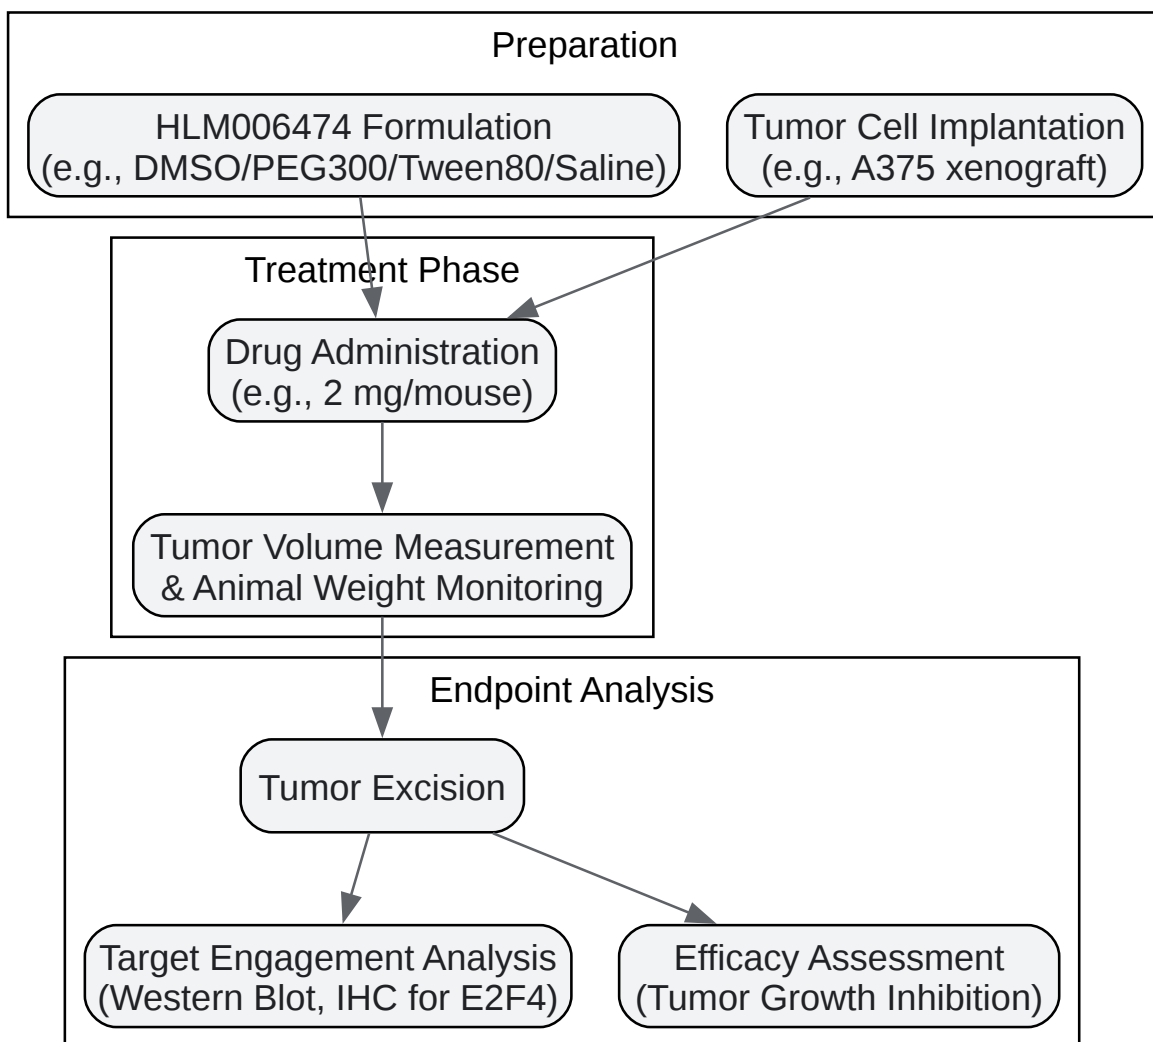 Preparation
HLM006474 Formulation
(e.g., DMSO/PEG300/Tween80/Saline)
Tumor Cell Implantation
(e.g., A375 xenograft)
Treatment Phase
Drug Administration
(e.g., 2 mg/mouse)
Tumor Volume Measurement
& Animal Weight Monitoring
Endpoint Analysis
Tumor Excision
Target Engagement Analysis
(Western Blot, IHC for E2F4)
Efficacy Assessment
(Tumor Growth Inhibition)